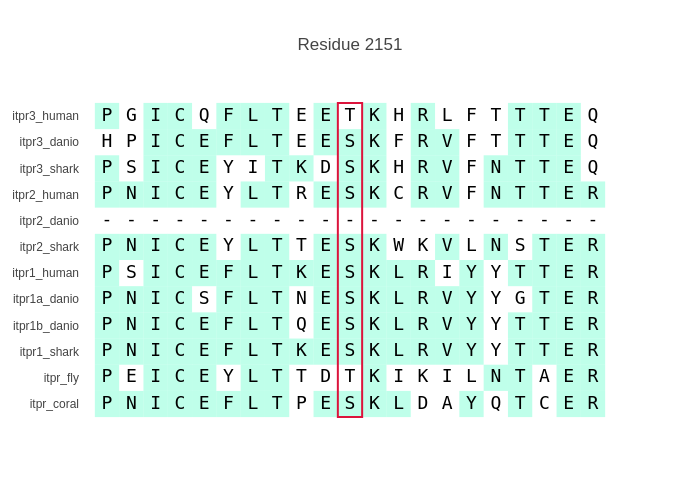 Residue 2151
itpr3_human P G I C Q F L T E E T K H R L F T T T E Q
itpr3_danio H P I C E F L T E E S K F R V F T T T E Q
itpr3_shark P S I C E Y I T K D S K H R V F N T T E Q
itpr2_human P N I C E Y L T R E S K C R V F N T T E R
itpr2_danio - - - - - - - - - - - - - - - - - - - - -
itpr2_shark P N I C E Y L T T E S K W K V L N S T E R
itpr1_human P S I C E F L T K E S K L R I Y Y T T E R
itpr1a_danio P N I C S F L T N E S K L R V Y Y G T E R
itpr1b_danio P N I C E F L T Q E S K L R V Y Y T T E R
itpr1_shark P N I C E F L T K E S K L R V Y Y T T E R
itpr_fly P E I C E Y L T T D T K I K I L N T A E R
itpr_coral P N I C E F L T P E S K L D A Y Q T C E R